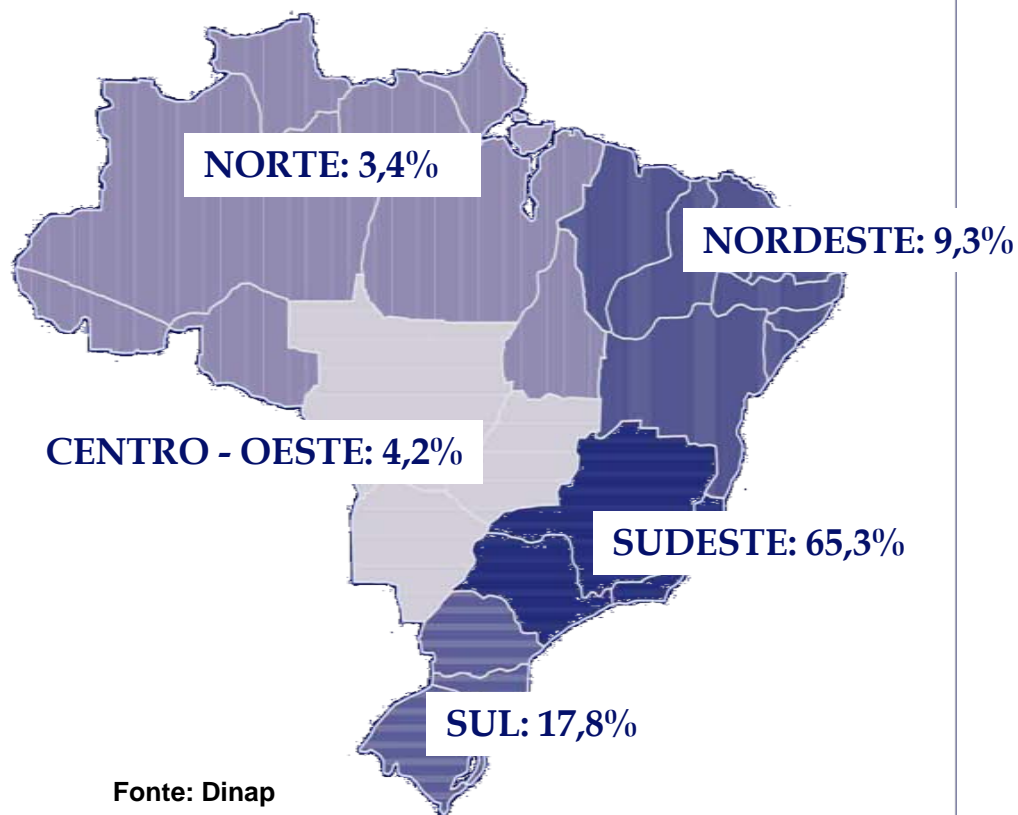 NORTE: 3,4%
NORDESTE: 9,3%
CENTRO - OESTE: 4,2%
SUDESTE: 65,3%
SUL: 17,8%
Fonte: Dinap